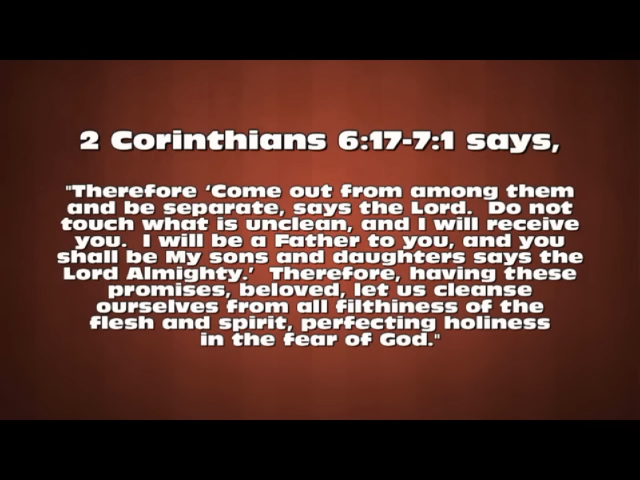 2 Corinthians 6:17-7:1 says,
"Therefore ‘Come out from among them
and be separate, says the Lord.  Do not
touch what is unclean, and I will receive
you.  I will be a Father to you, and you
shall be My sons and daughters says the
Lord Almighty.’  Therefore, having these
promises, beloved, let us cleanse
ourselves from all filthiness of the
flesh and spirit, perfecting holiness
in the fear of God."